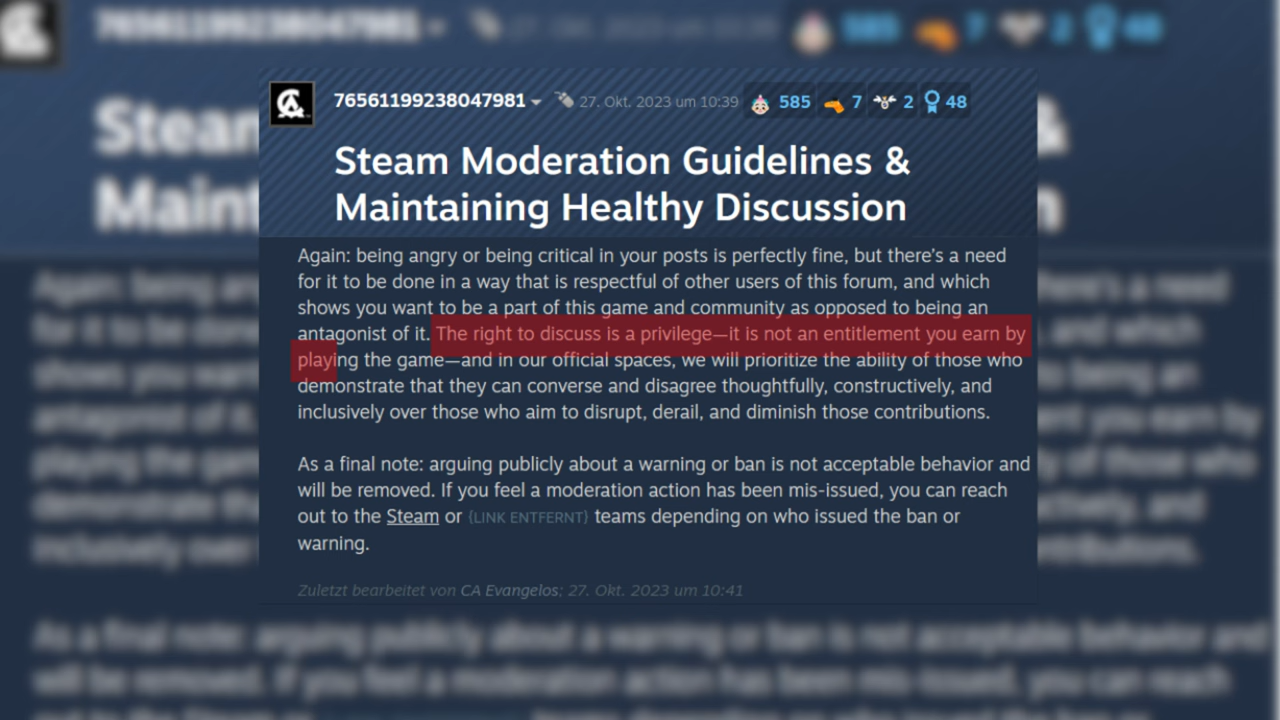 76561199238047981 27. Okt. 2023 um 10:39 585 7 2 48
Steam Moderation Guidelines &
Maintaining Healthy Discussion
Again: being angry or being critical in your posts is perfectly fine, but there's a need
for it to be done in a way that is respectful of other users of this forum, and which
shows you want to be a part of this game and community as opposed to being an
antagonist of it. The right to discuss is a privilege—it is not an entitlement you earn by
playing the game—and in our official spaces, we will prioritize the ability of those who
demonstrate that they can converse and disagree thoughtfully, constructively, and
inclusively over those who aim to disrupt, derail, and diminish those contributions.
As a final note: arguing publicly about a warning or ban is not acceptable behavior and
will be removed. If you feel a moderation action has been mis-issued, you can reach
out to the Steam or {LINK ENTFERNT} teams depending on who issued the ban or
warning.
Zuletzt bearbeitet von CA Evangelos; 27. Okt. 2023 um 10:41